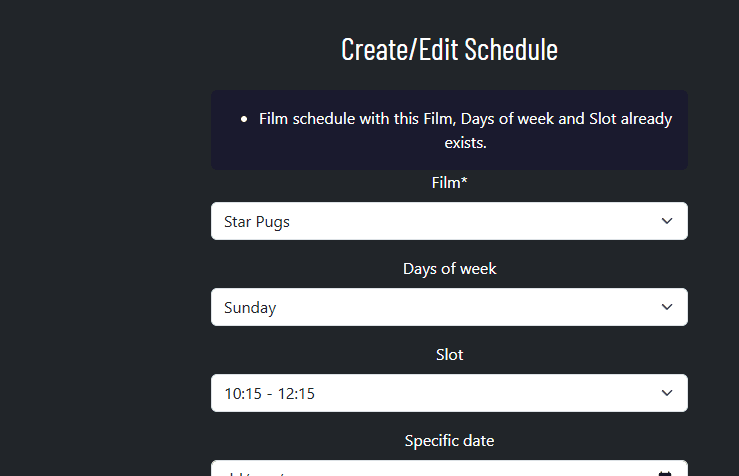 Create/Edit Schedule
• Film schedule with this Film, Days of week and Slot already
exists.
Film*
Star Pugs
Days of week
Sunday
Slot
10:15 - 12:15
Specific date